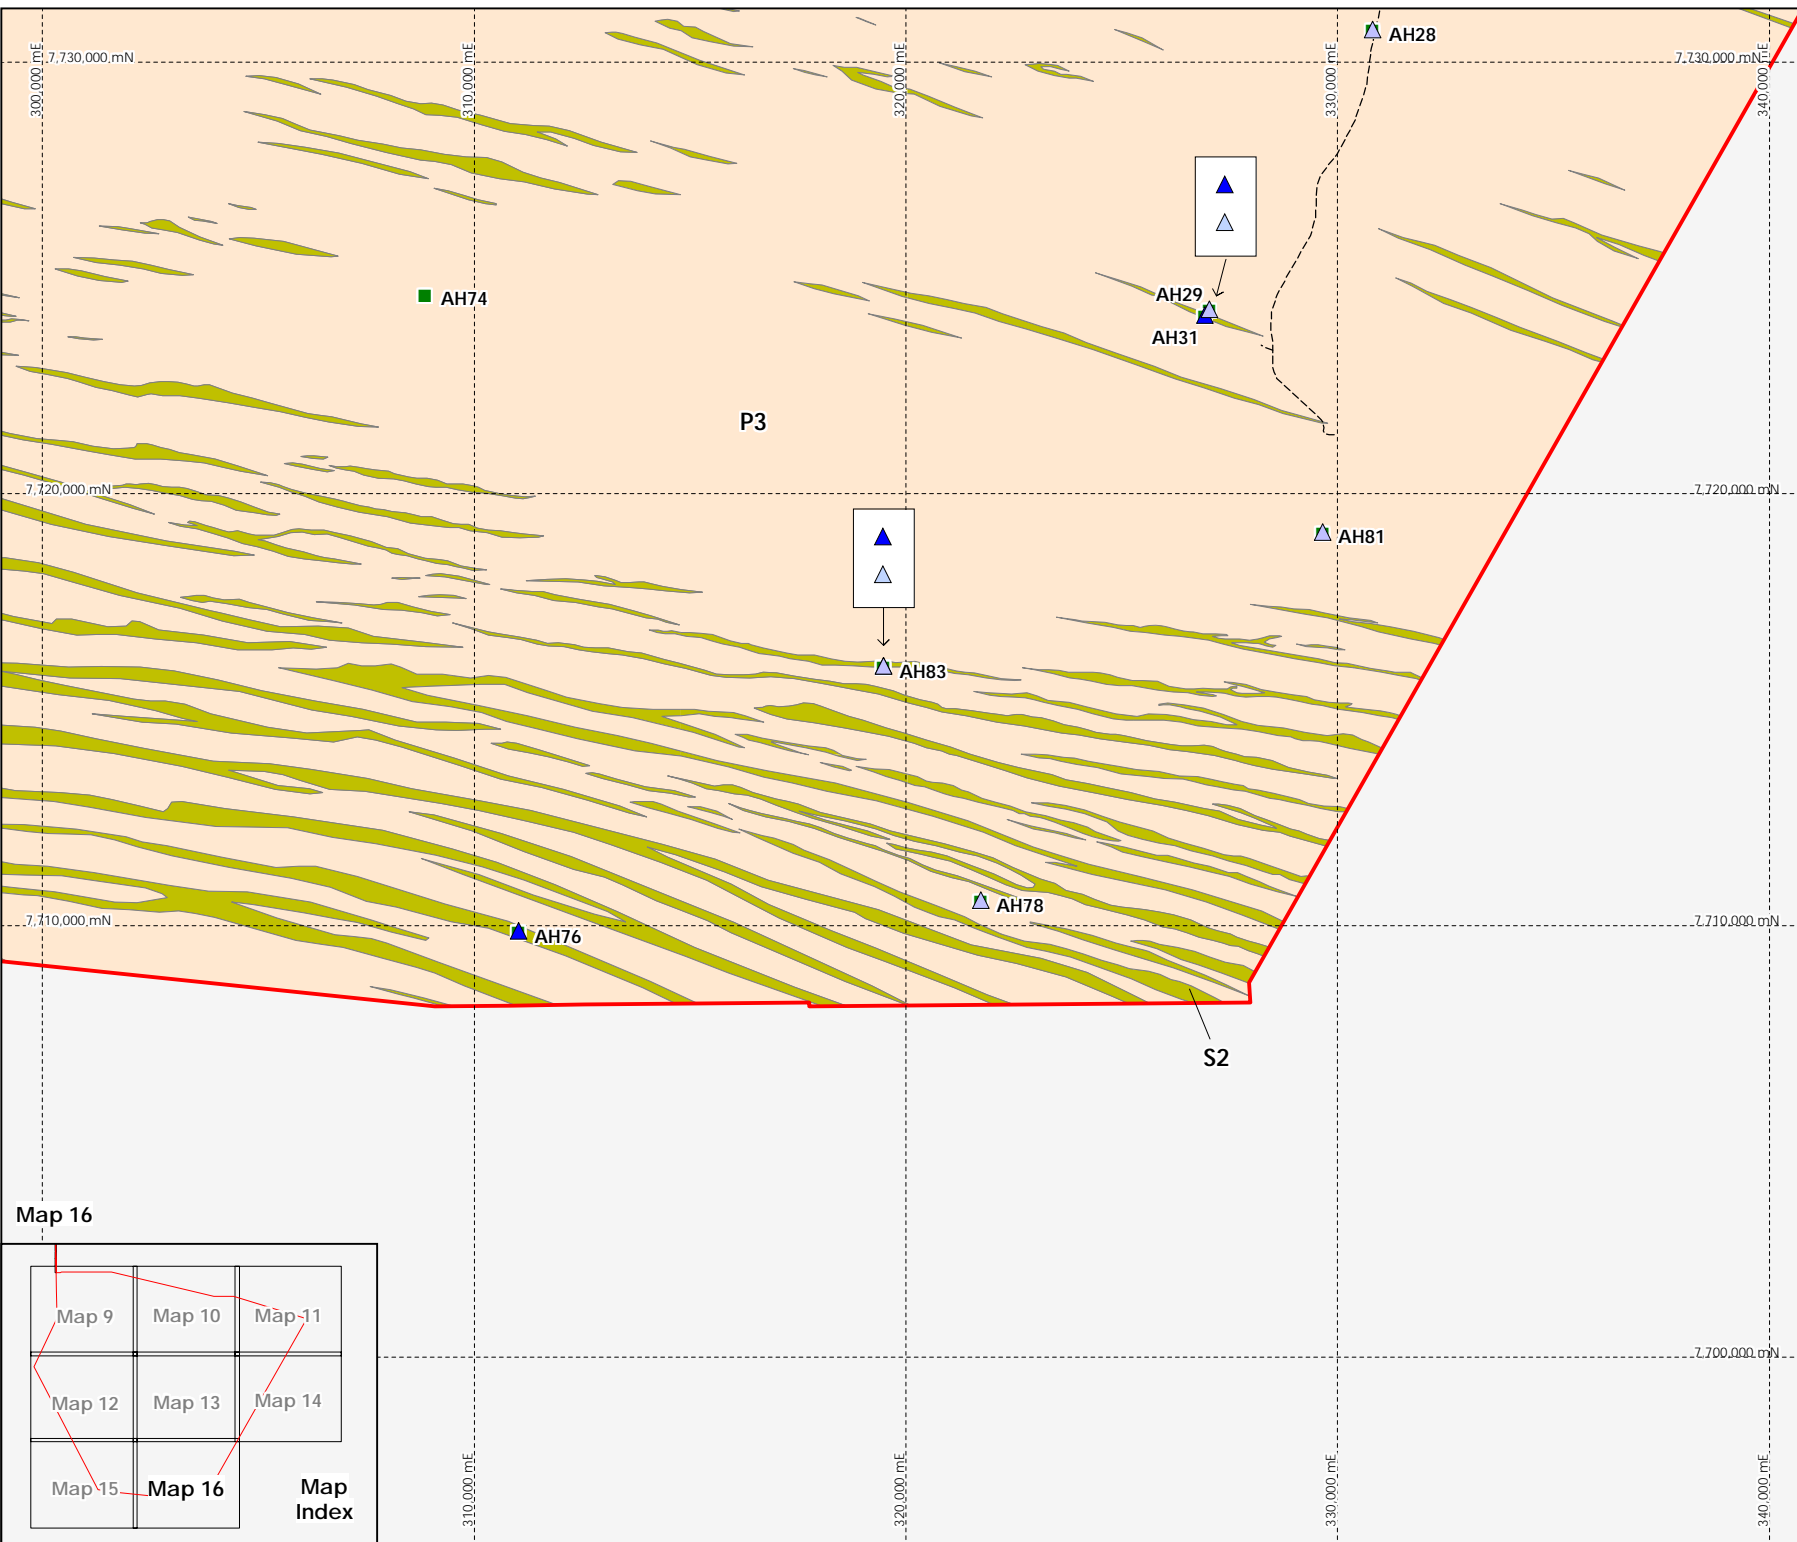 300,000 mE
310,000 mE
320,000 mE
330,000 mE
340,000 mE
7,730,000 mN
7,730,000 mN
AH28
AH74
AH29
AH31
P3
7,720,000 mN
7,720,000 mN
AH81
AH83
AH78
7,710,000 mN
7,710,000 mN
AH76
S2
Map 16
7,700,000 mN
Map 9
Map 10
Map 11
Map 12
Map 13
Map 14
Map 15
Map 16
Map
Index
310,000 mE
320,000 mE
330,000 mE
340,000 mE